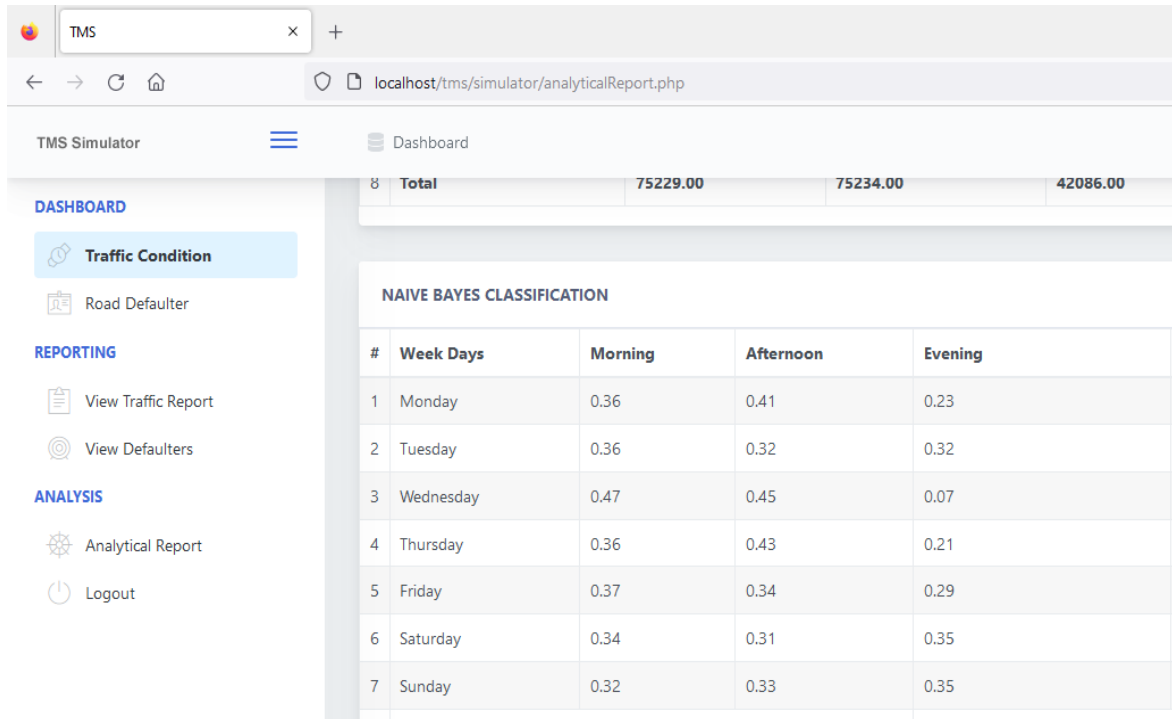 TMS
localhost/tms/simulator/analyticalReport.php
TMS Simulator
Dashboard
DASHBOARD
Traffic Condition
Road Defaulter
REPORTING
View Traffic Report
View Defaulters
ANALYSIS
Analytical Report
Logout
8 Total 75229.00 75234.00 42086.00
NAIVE BAYES CLASSIFICATION
# Week Days Morning Afternoon Evening
1 Monday 0.36 0.41 0.23
2 Tuesday 0.36 0.32 0.32
3 Wednesday 0.47 0.45 0.07
4 Thursday 0.36 0.43 0.21
5 Friday 0.37 0.34 0.29
6 Saturday 0.34 0.31 0.35
7 Sunday 0.32 0.33 0.35